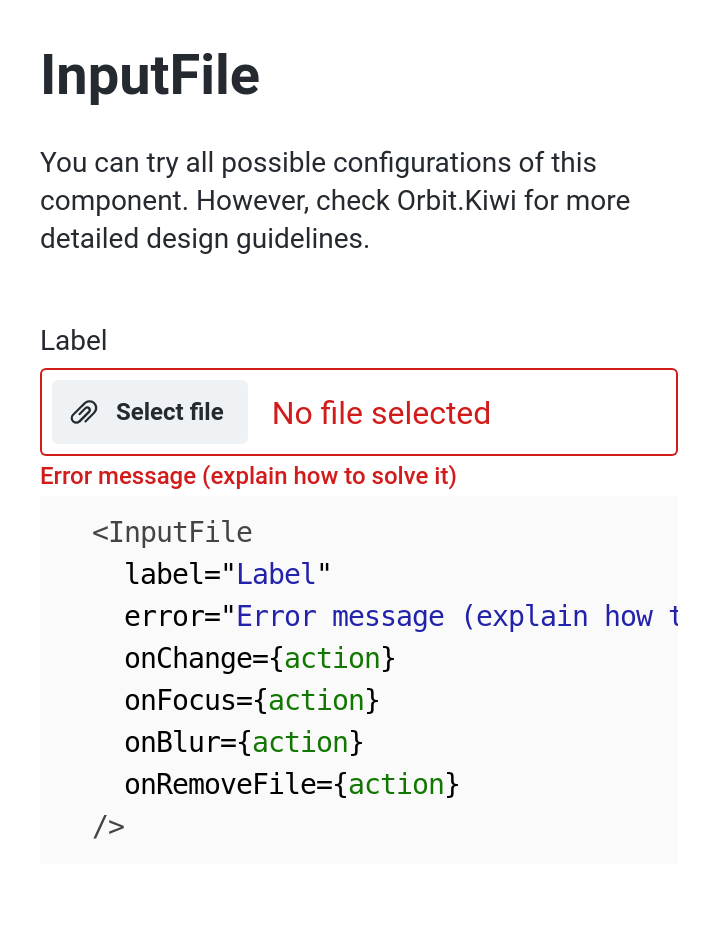 InputFile
You can try all possible configurations of this
component. However, check Orbit.Kiwi for more
detailed design guidelines.
Label
Select file No file selected
Error message (explain how to solve it)
<InputFile
label="Label"
error="Error message (explain how t
onChange={action}
onFocus={action}
onBlur={action}
onRemoveFile={action}
/>